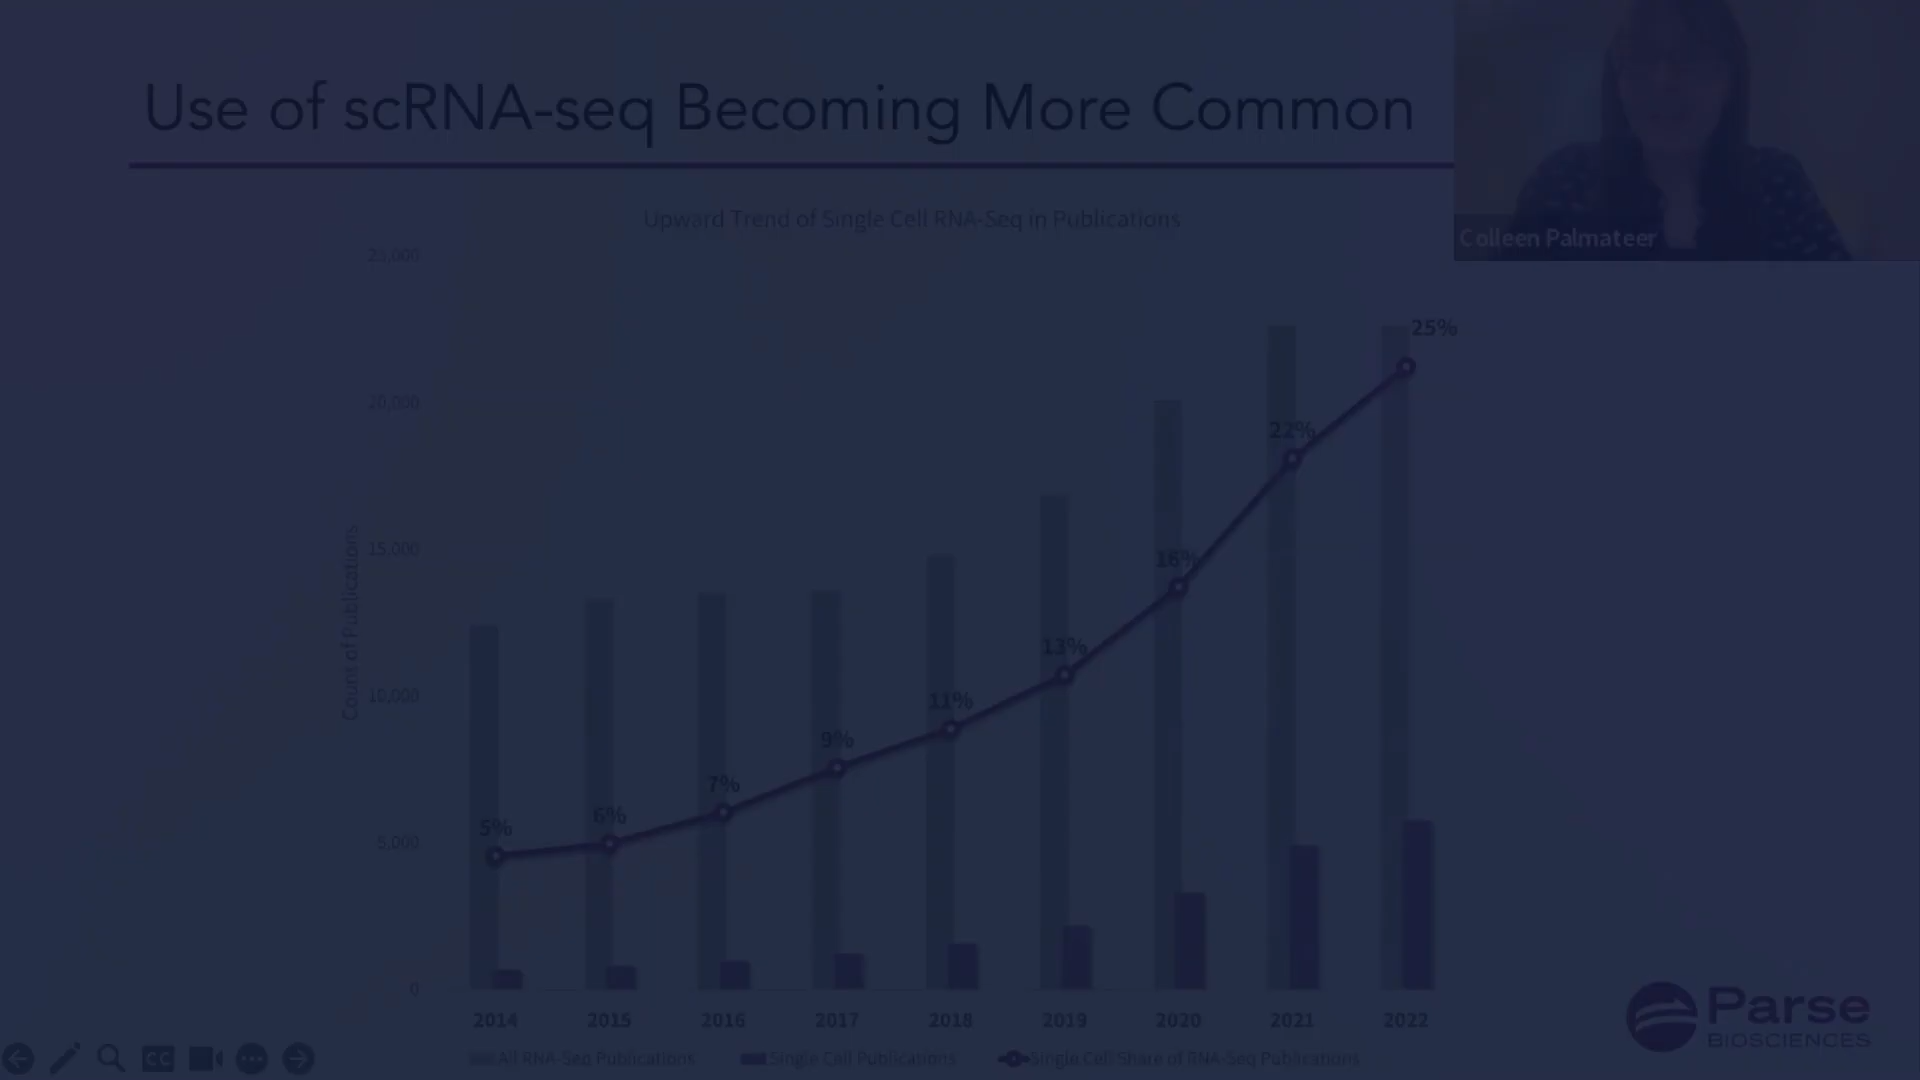 Use of scRNA-seq Becoming More Common
Colleen Palmateer
Upward Trend of Single Cell RNA-Seq in Publications
25,000
20,000
15,000
10,000
5,000
0
Count of Publications
5%
6%
7%
9%
11%
13%
16%
22%
25%
2014 2015 2016 2017 2018 2019 2020 2021 2022
All RNA-Seq Publications Single Cell Publications Single Cell Share of RNA-Seq Publications
CC
Parse
BIOSCIENCES